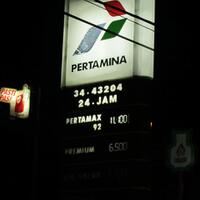 PERTAMINA
34-43204
24.JAM
PERTAMAX
92
11,100
PREMIUM
6,500